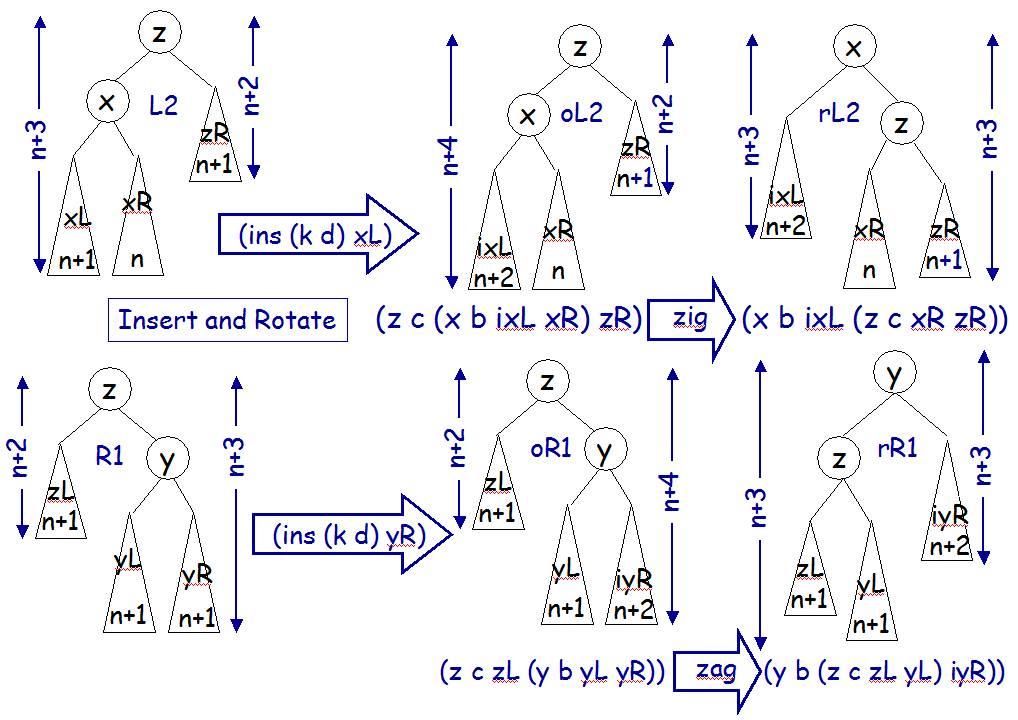 z
x
L2
n+3
n+2
zR
n+1
xL
n+1
xR
n
(ins (k d) xL)
z
x
oL2
n+4
n+2
zR
n+1
ixL
n+2
xR
n
x
rL2
z
n+3
n+3
ixL
n+2
xR
n
zR
n+1
Insert and Rotate
(z c (x b ixL xR) zR)
zig
(x b ixL (z c xR zR))
z
R1
y
n+2
n+3
zL
n+1
yL
n+1
yR
n+1
(ins (k d) yR)
z
oR1
y
n+2
n+4
zL
n+1
yL
n+1
iyR
n+2
y
rR1
z
n+3
n+3
iyR
n+2
zL
n+1
yL
n+1
(z c zL (y b yL yR))
zag
(y b (z c zL yL) iyR))